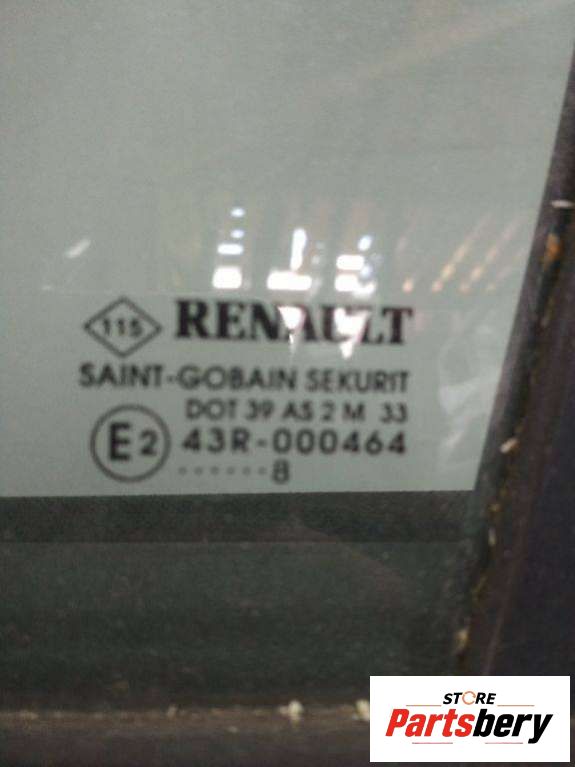 115 RENAULT
SAINT-GOBAIN SEKURIT
DOT 39 AS 2 M 33
E2 43R-000464
......8
STORE
Partsbery